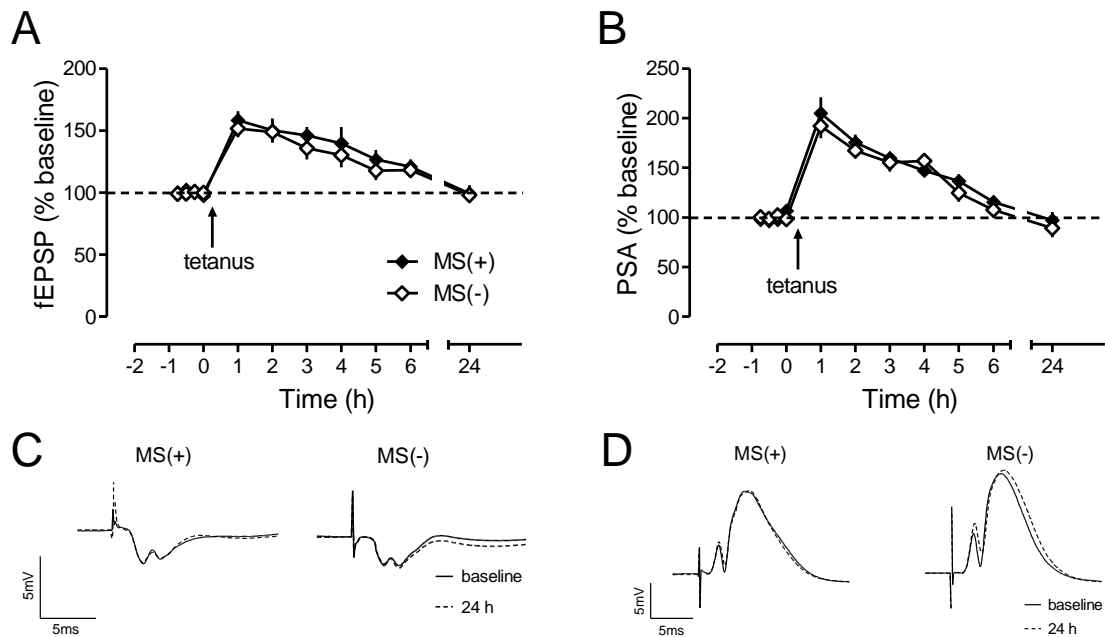 A
fEPSP (% baseline)
200
150
100
50
0
tetanus
MS(+)
MS(-)
-2 -1 0 1 2 3 4 5 6 24
Time (h)
B
PSA (% baseline)
250
200
150
100
50
0
tetanus
-2 -1 0 1 2 3 4 5 6 24
Time (h)
C
MS(+) MS(-)
5mV
5ms
baseline
24 h
D
MS(+) MS(-)
5mV
5ms
baseline
24 h